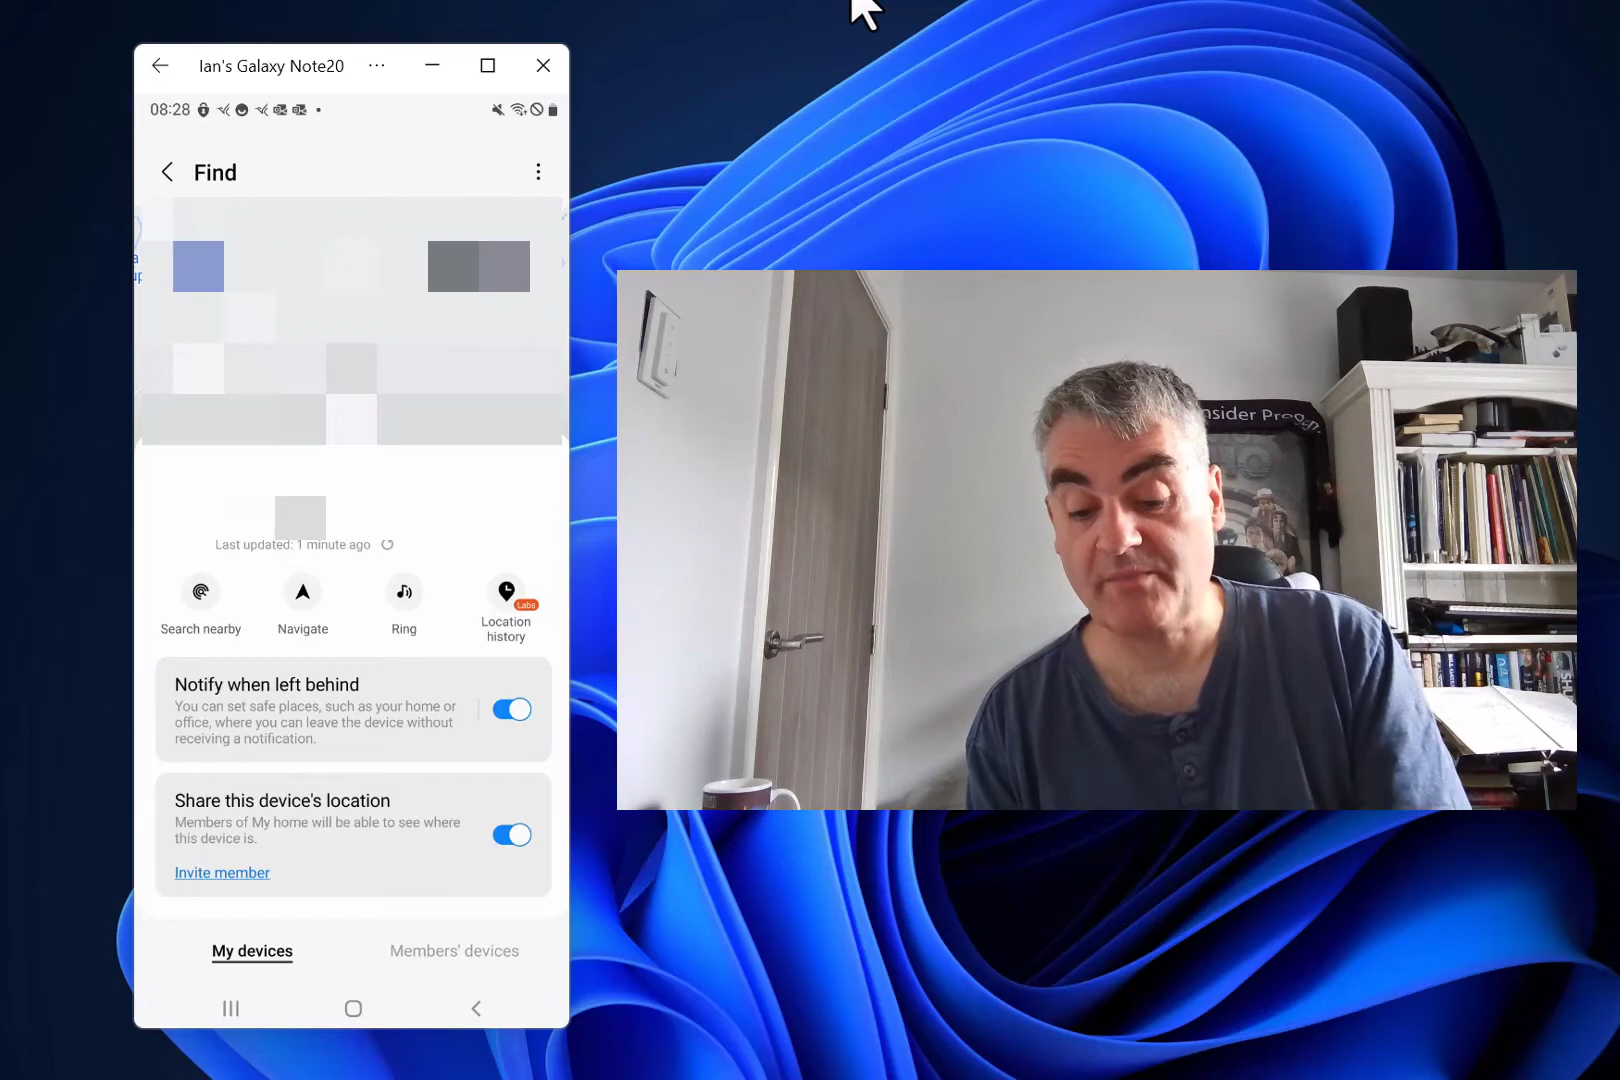 Ian's Galaxy Note20
08:28
Find
Last updated: 1 minute ago
Search nearby
Navigate
Ring
Labs
Location
history
Notify when left behind
You can set safe places, such as your home or
office, where you can leave the device without
receiving a notification.
Share this device's location
Members of My home will be able to see where
this device is.
Invite member
My devices
Members' devices
nsider Prog